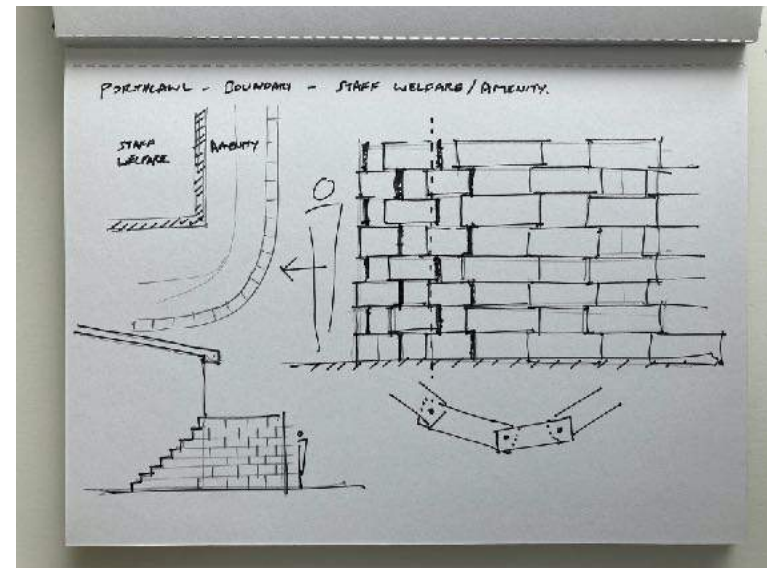 PORTHCAWL - BOUNDARY - STAFF WELFARE/AMENITY.
STAFF
WELFARE
AMENITY